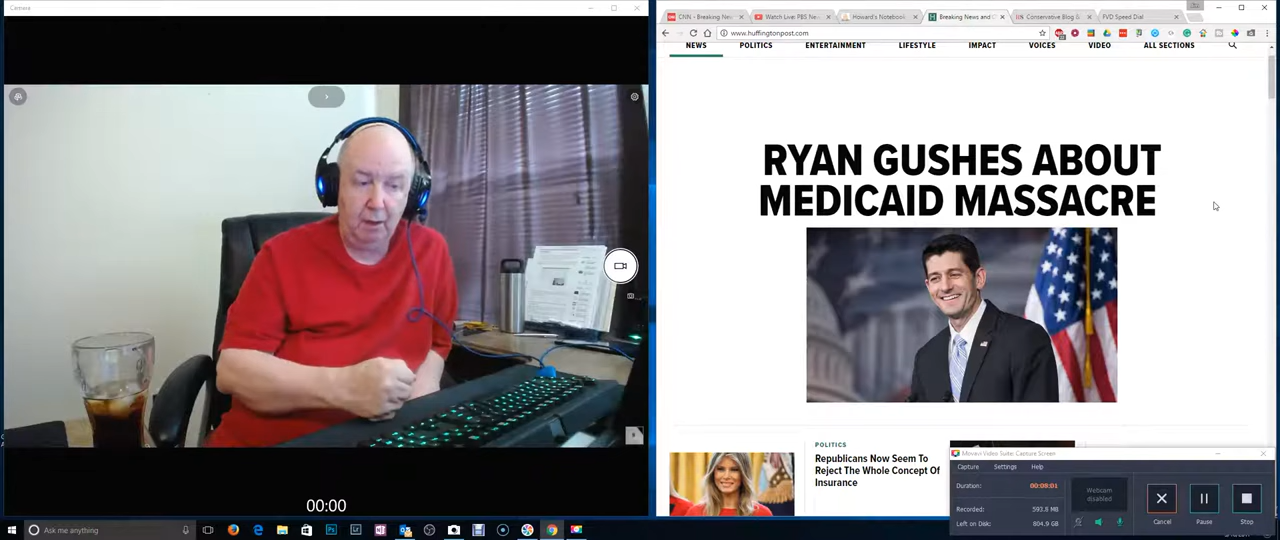 Camera
00:00
CNN - Breaking Nev
Watch Live: PBS Nev
Howard's Notebook
Breaking News and O
Conservative Blog &
FVD Speed Dial
www.huffingtonpost.com
NEWS POLITICS ENTERTAINMENT LIFESTYLE IMPACT VOICES VIDEO ALL SECTIONS
RYAN GUSHES ABOUT
MEDICAID MASSACRE
POLITICS
Republicans Now Seem To
Reject The Whole Concept Of
Insurance
Movavi Video Suite: Capture Screen
Capture Settings Help
Duration: 00:09:01
Recorded: 593.8 MB
Left on Disk: 804.9 GB
Webcam
disabled
Cancel Pause Stop
Ask me anything